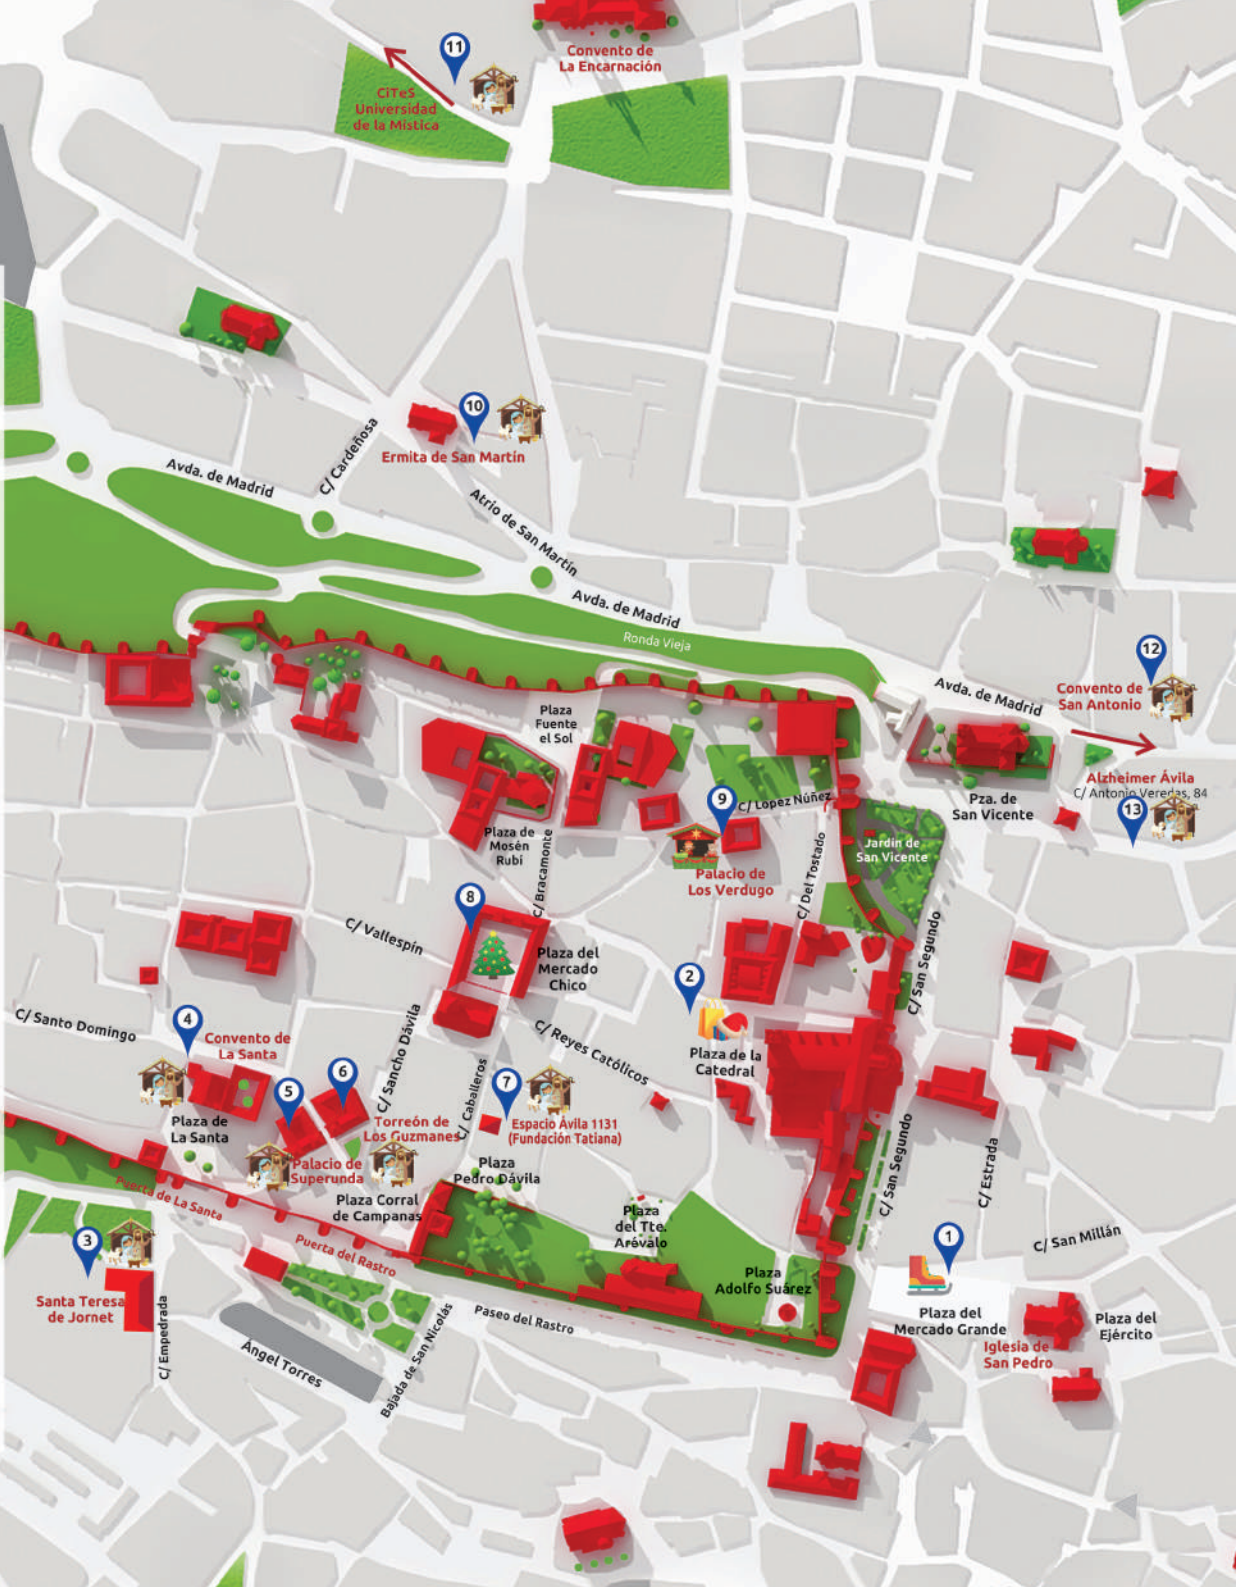 11
Convento de
La Encarnación
CiTeS
Universidad
de la Mística
10
Ermita de San Martín
C/ Cardeñosa
Avda. de Madrid
Atrio de San Martín
Avda. de Madrid
Ronda Vieja
12
Convento de
San Antonio
Avda. de Madrid
Alzheimer Ávila
C/ Antonio Veredas, 84
13
Pza. de
San Vicente
Plaza
Fuente
el Sol
9
C/ Lopez Núñez
Jardín de
San Vicente
Plaza de
Mosén
Rubí
C/ Bracamonte
Palacio de
Los Verdugo
C/ Del Tostado
8
C/ Vallespín
Plaza del
Mercado
Chico
C/ San Segundo
2
Plaza de la
Catedral
C/ Santo Domingo
4
Convento de
La Santa
C/ Sancho Dávila
C/ Reyes Católicos
C/ Caballeros
5
6
7
Plaza de
La Santa
Torreón de
Los Guzmanes
Espacio Ávila 1131
(Fundación Tatiana)
Palacio de
Superunda
Plaza
Pedro Dávila
Plaza Corral
de Campanas
Puerta de La Santa
Plaza
del Tte.
Arévalo
C/ San Segundo
C/ Estrada
3
Puerta del Rastro
1
C/ San Millán
Plaza
Adolfo Suárez
Santa Teresa
de Jornet
C/ Empedrada
Ángel Torres
Bajada de San Nicolás
Paseo del Rastro
Plaza del
Mercado Grande
Plaza del
Ejército
Iglesia de
San Pedro